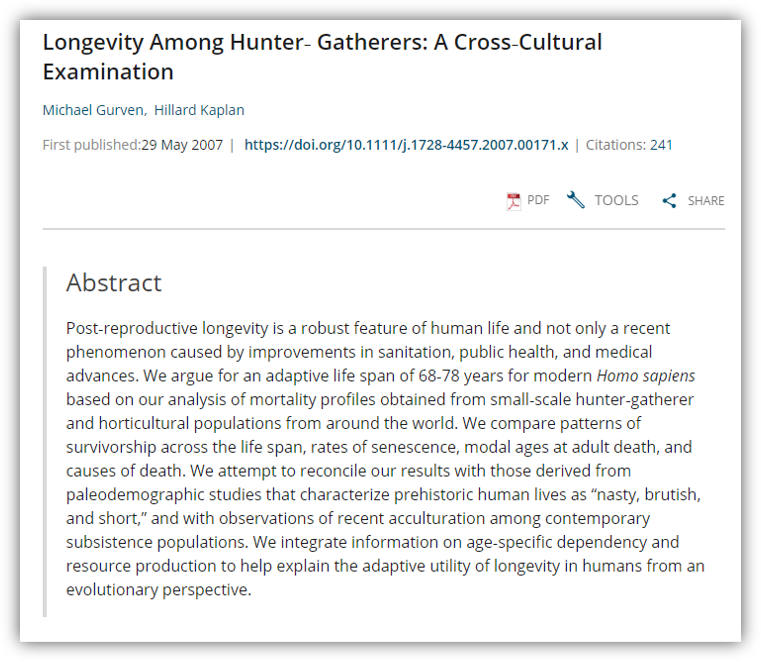 Longevity Among Hunter- Gatherers: A Cross-Cultural
Examination
Michael Gurven, Hillard Kaplan
First published:29 May 2007 | https://doi.org/10.1111/j.1728-4457.2007.00171.x | Citations: 241
PDF TOOLS SHARE
Abstract
Post-reproductive longevity is a robust feature of human life and not only a recent
phenomenon caused by improvements in sanitation, public health, and medical
advances. We argue for an adaptive life span of 68-78 years for modern Homo sapiens
based on our analysis of mortality profiles obtained from small-scale hunter-gatherer
and horticultural populations from around the world. We compare patterns of
survivorship across the life span, rates of senescence, modal ages at adult death, and
causes of death. We attempt to reconcile our results with those derived from
paleodemographic studies that characterize prehistoric human lives as “nasty, brutish,
and short,” and with observations of recent acculturation among contemporary
subsistence populations. We integrate information on age-specific dependency and
resource production to help explain the adaptive utility of longevity in humans from an
evolutionary perspective.